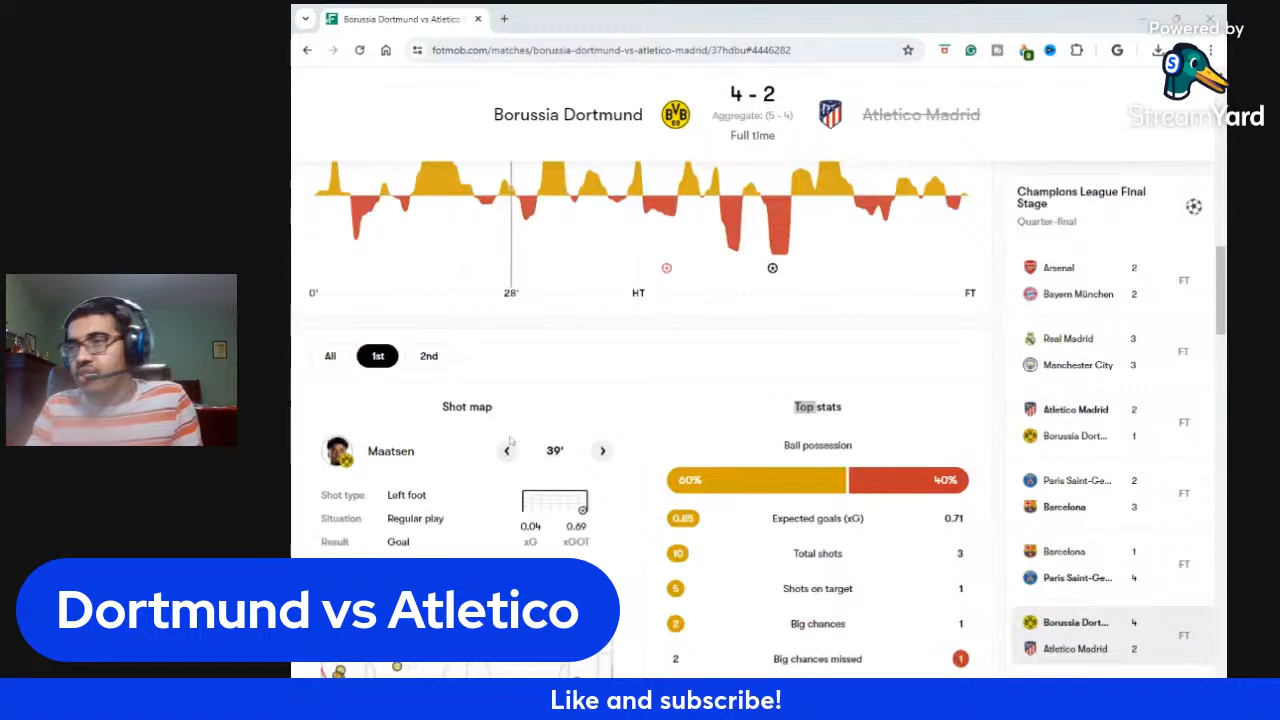 Borussia Dortmund vs Atletico
fotmob.com/matches/borussia-dortmund-vs-atletico-madrid/37hdbu#4446282
Powered by
StreamYard
Borussia Dortmund
4 - 2
Aggregate: (5 - 4)
Full time
Atletico Madrid
0'
28'
HT
FT
All
1st
2nd
Shot map
Maatsen
39'
Shot type
Left foot
Situation
Regular play
Result
Goal
0.04
0.69
xG
xGOT
Top stats
Ball possession
60%
40%
0.65
Expected goals (xG)
0.71
10
Total shots
3
5
Shots on target
1
2
Big chances
1
2
Big chances missed
1
Champions League Final
Stage
Quarter-final
Arsenal 2
Bayern München 2
FT
Real Madrid 3
Manchester City 3
FT
Atletico Madrid 2
Borussia Dort... 1
FT
Paris Saint-Ge... 2
Barcelona 3
FT
Barcelona 1
Paris Saint-Ge... 4
FT
Borussia Dort... 4
Atletico Madrid 2
FT
Dortmund vs Atletico
Like and subscribe!